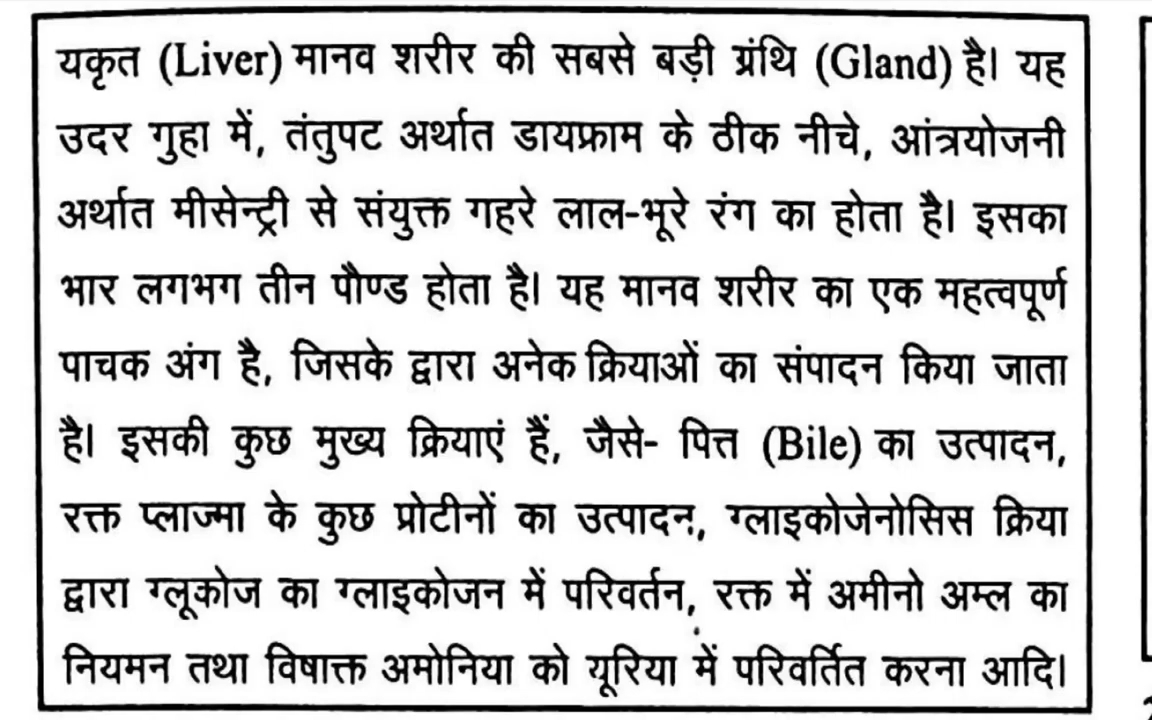 यकृत (Liver) मानव शरीर की सबसे बड़ी ग्रंथि (Gland) है। यह
उदर गुहा में, तंतुपट अर्थात डायफ्राम के ठीक नीचे, आंत्रयोजनी
अर्थात मीसेन्ट्री से संयुक्त गहरे लाल-भूरे रंग का होता है। इसका
भार लगभग तीन पौण्ड होता है। यह मानव शरीर का एक महत्वपूर्ण
पाचक अंग है, जिसके द्वारा अनेक क्रियाओं का संपादन किया जाता
है। इसकी कुछ मुख्य क्रियाएं हैं, जैसे- पित्त (Bile) का उत्पादन,
रक्त प्लाज्मा के कुछ प्रोटीनों का उत्पादन, ग्लाइकोजेनोसिस क्रिया
द्वारा ग्लूकोज का ग्लाइकोजन में परिवर्तन, रक्त में अमीनो अम्ल का
नियमन तथा विषाक्त अमोनिया को यूरिया में परिवर्तित करना आदि।